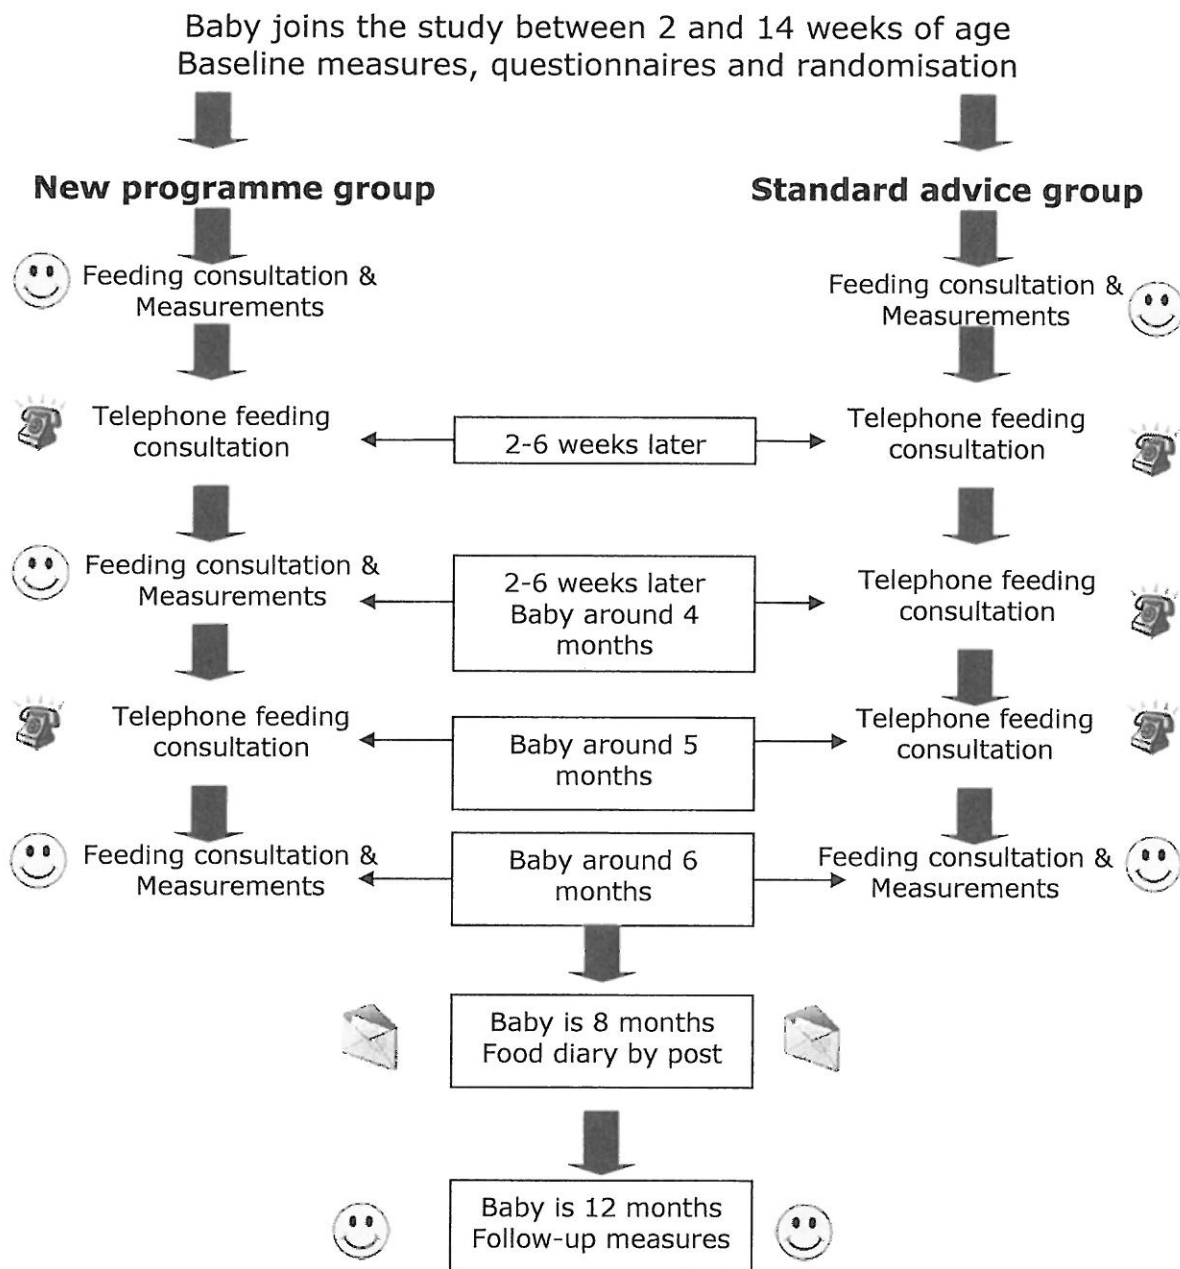 Baby joins the study between 2 and 14 weeks of age
Baseline measures, questionnaires and randomisation
New programme group
Standard advice group
Feeding consultation &
Measurements
Feeding consultation &
Measurements
Telephone feeding
consultation
2-6 weeks later
Telephone feeding
consultation
Feeding consultation &
Measurements
2-6 weeks later
Baby around 4
months
Telephone feeding
consultation
Telephone feeding
consultation
Baby around 5
months
Telephone feeding
consultation
Feeding consultation &
Measurements
Baby around 6
months
Feeding consultation &
Measurements
Baby is 8 months
Food diary by post
Baby is 12 months
Follow-up measures